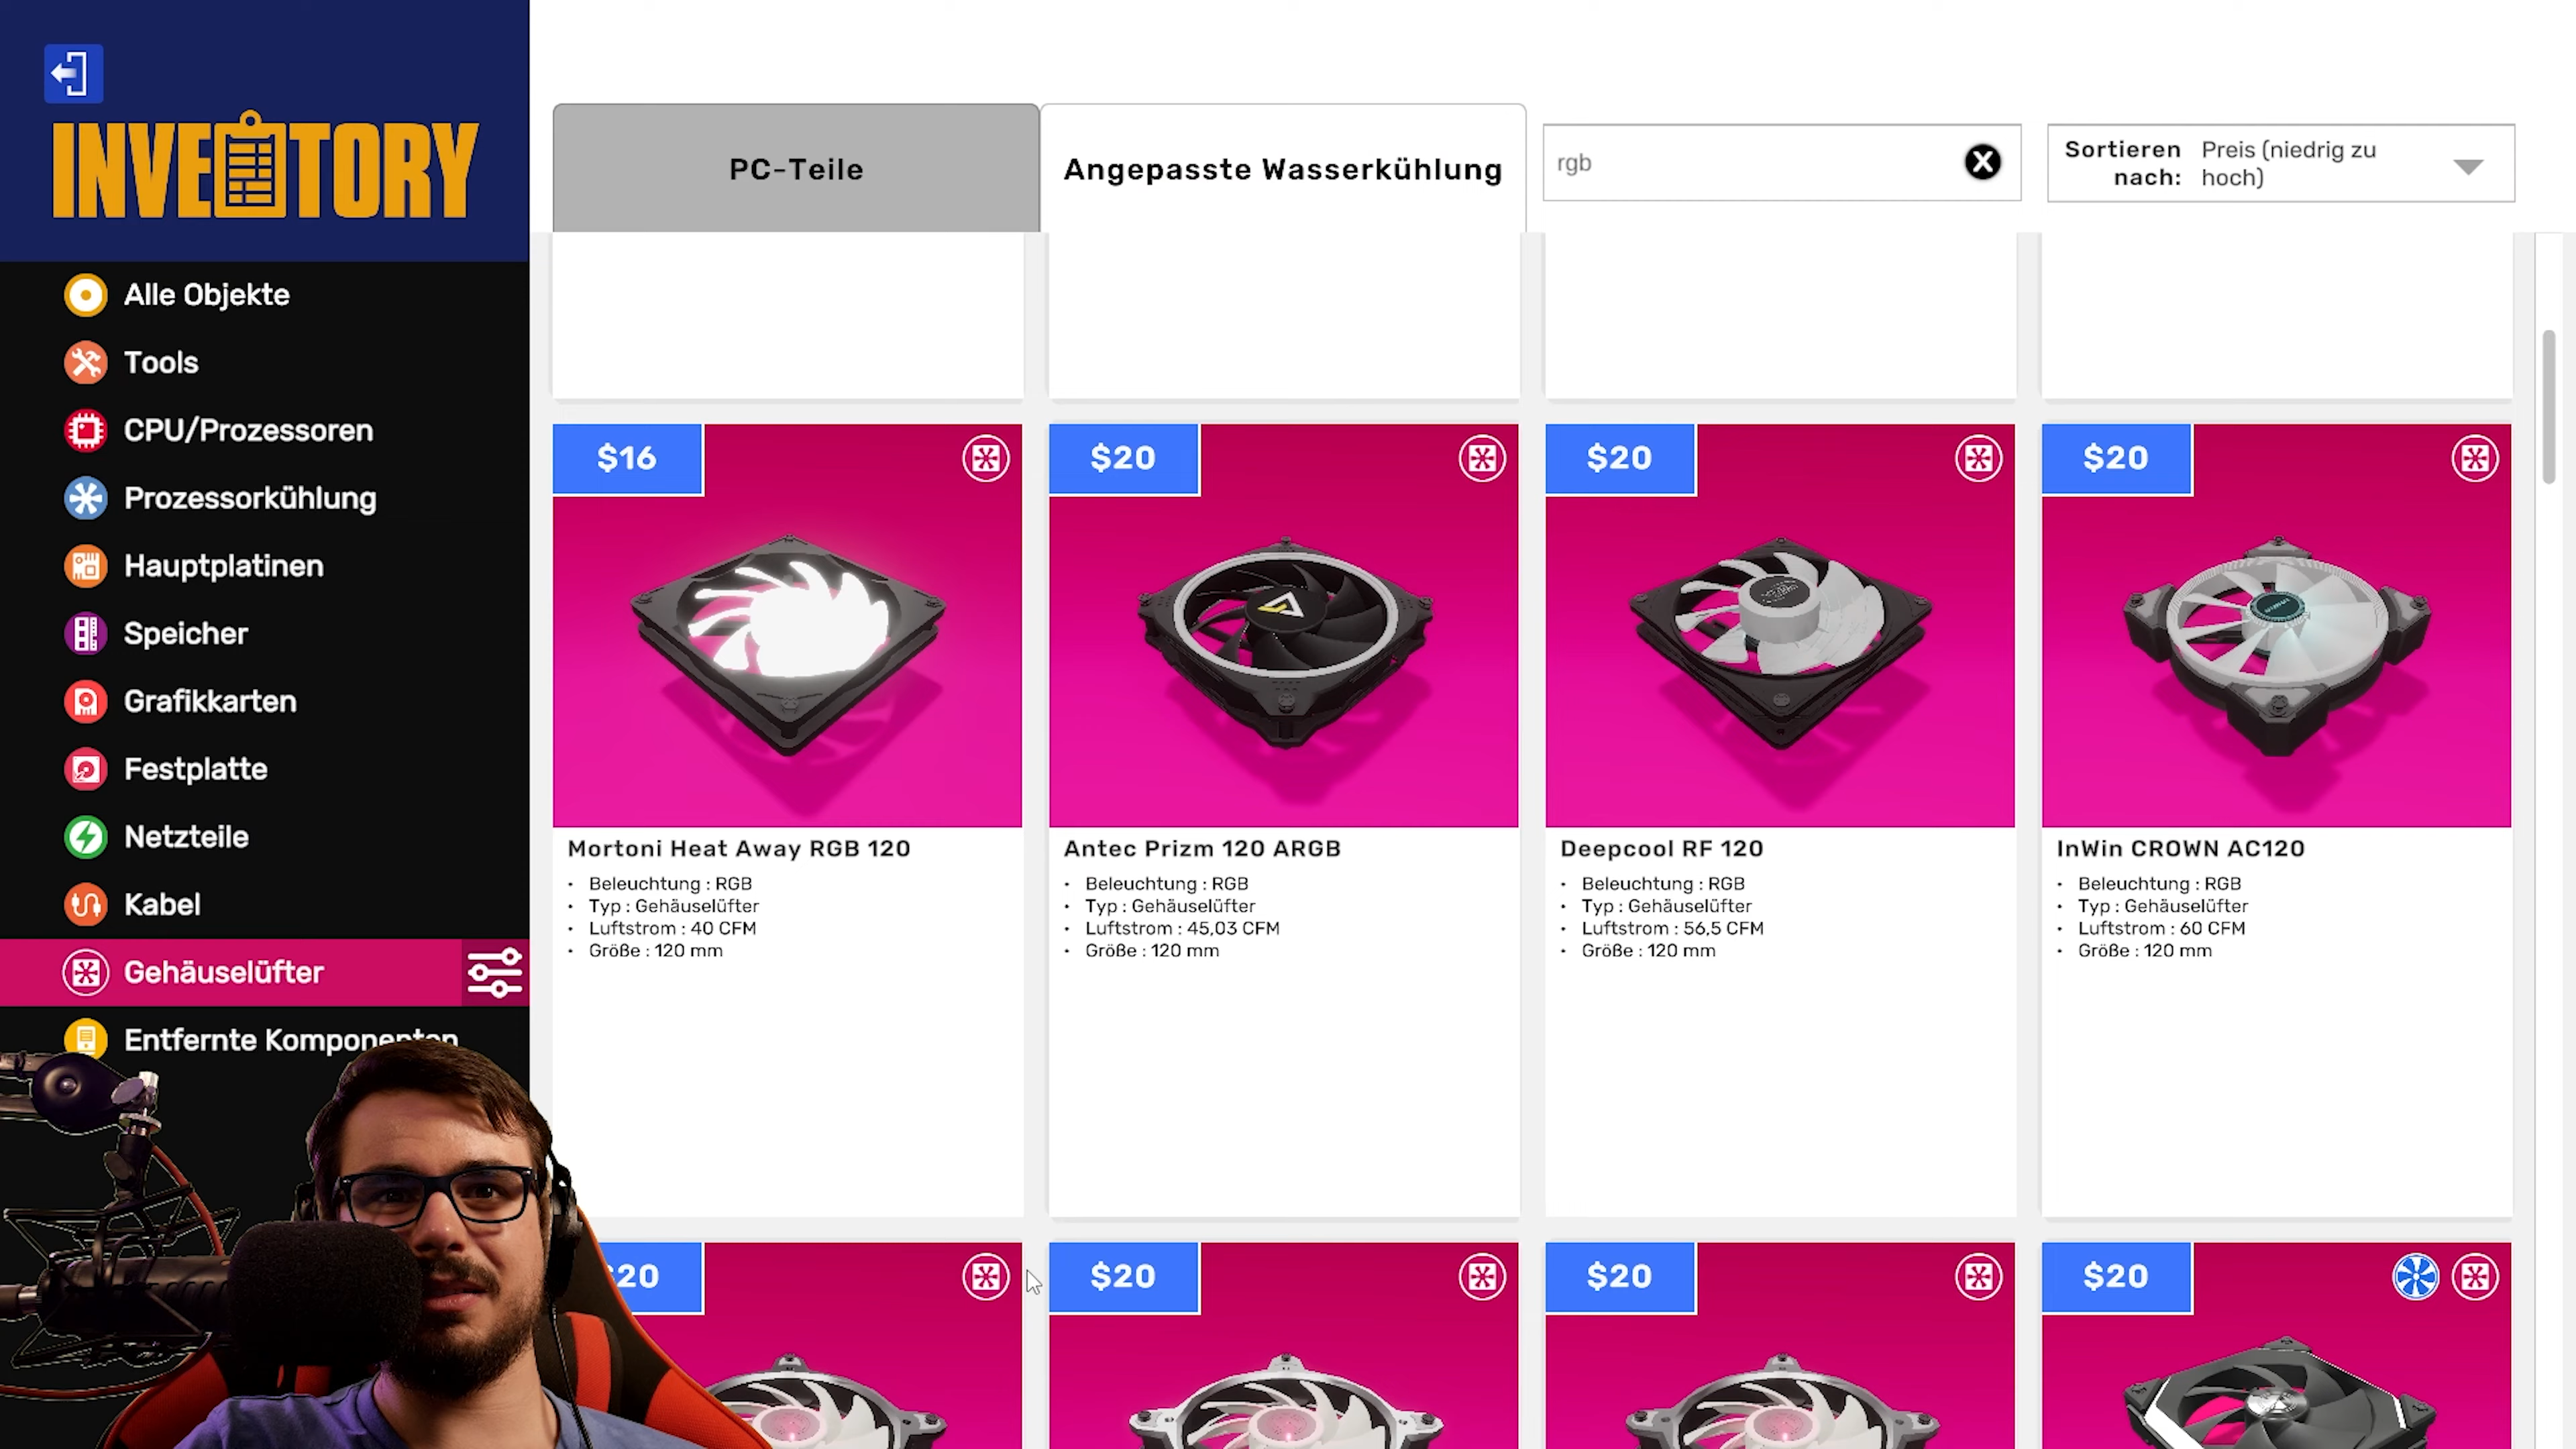 INVENTORY
PC-Teile
Angepasste Wasserkühlung
rgb
X
Sortieren nach:
Preis (niedrig zu hoch)
Alle Objekte
Tools
CPU/Prozessoren
Prozessorkühlung
Hauptplatinen
Speicher
Grafikkarten
Festplatte
Netzteile
Kabel
Gehäuselüfter
Entfernte Komponenten
$16
Mortoni Heat Away RGB 120
• Beleuchtung : RGB
• Typ : Gehäuselüfter
• Luftstrom : 40 CFM
• Größe : 120 mm
$20
Antec Prizm 120 ARGB
• Beleuchtung : RGB
• Typ : Gehäuselüfter
• Luftstrom : 45,03 CFM
• Größe : 120 mm
$20
Deepcool RF 120
• Beleuchtung : RGB
• Typ : Gehäuselüfter
• Luftstrom : 56,5 CFM
• Größe : 120 mm
$20
InWin CROWN AC120
• Beleuchtung : RGB
• Typ : Gehäuselüfter
• Luftstrom : 60 CFM
• Größe : 120 mm
$20
$20
$20
$20